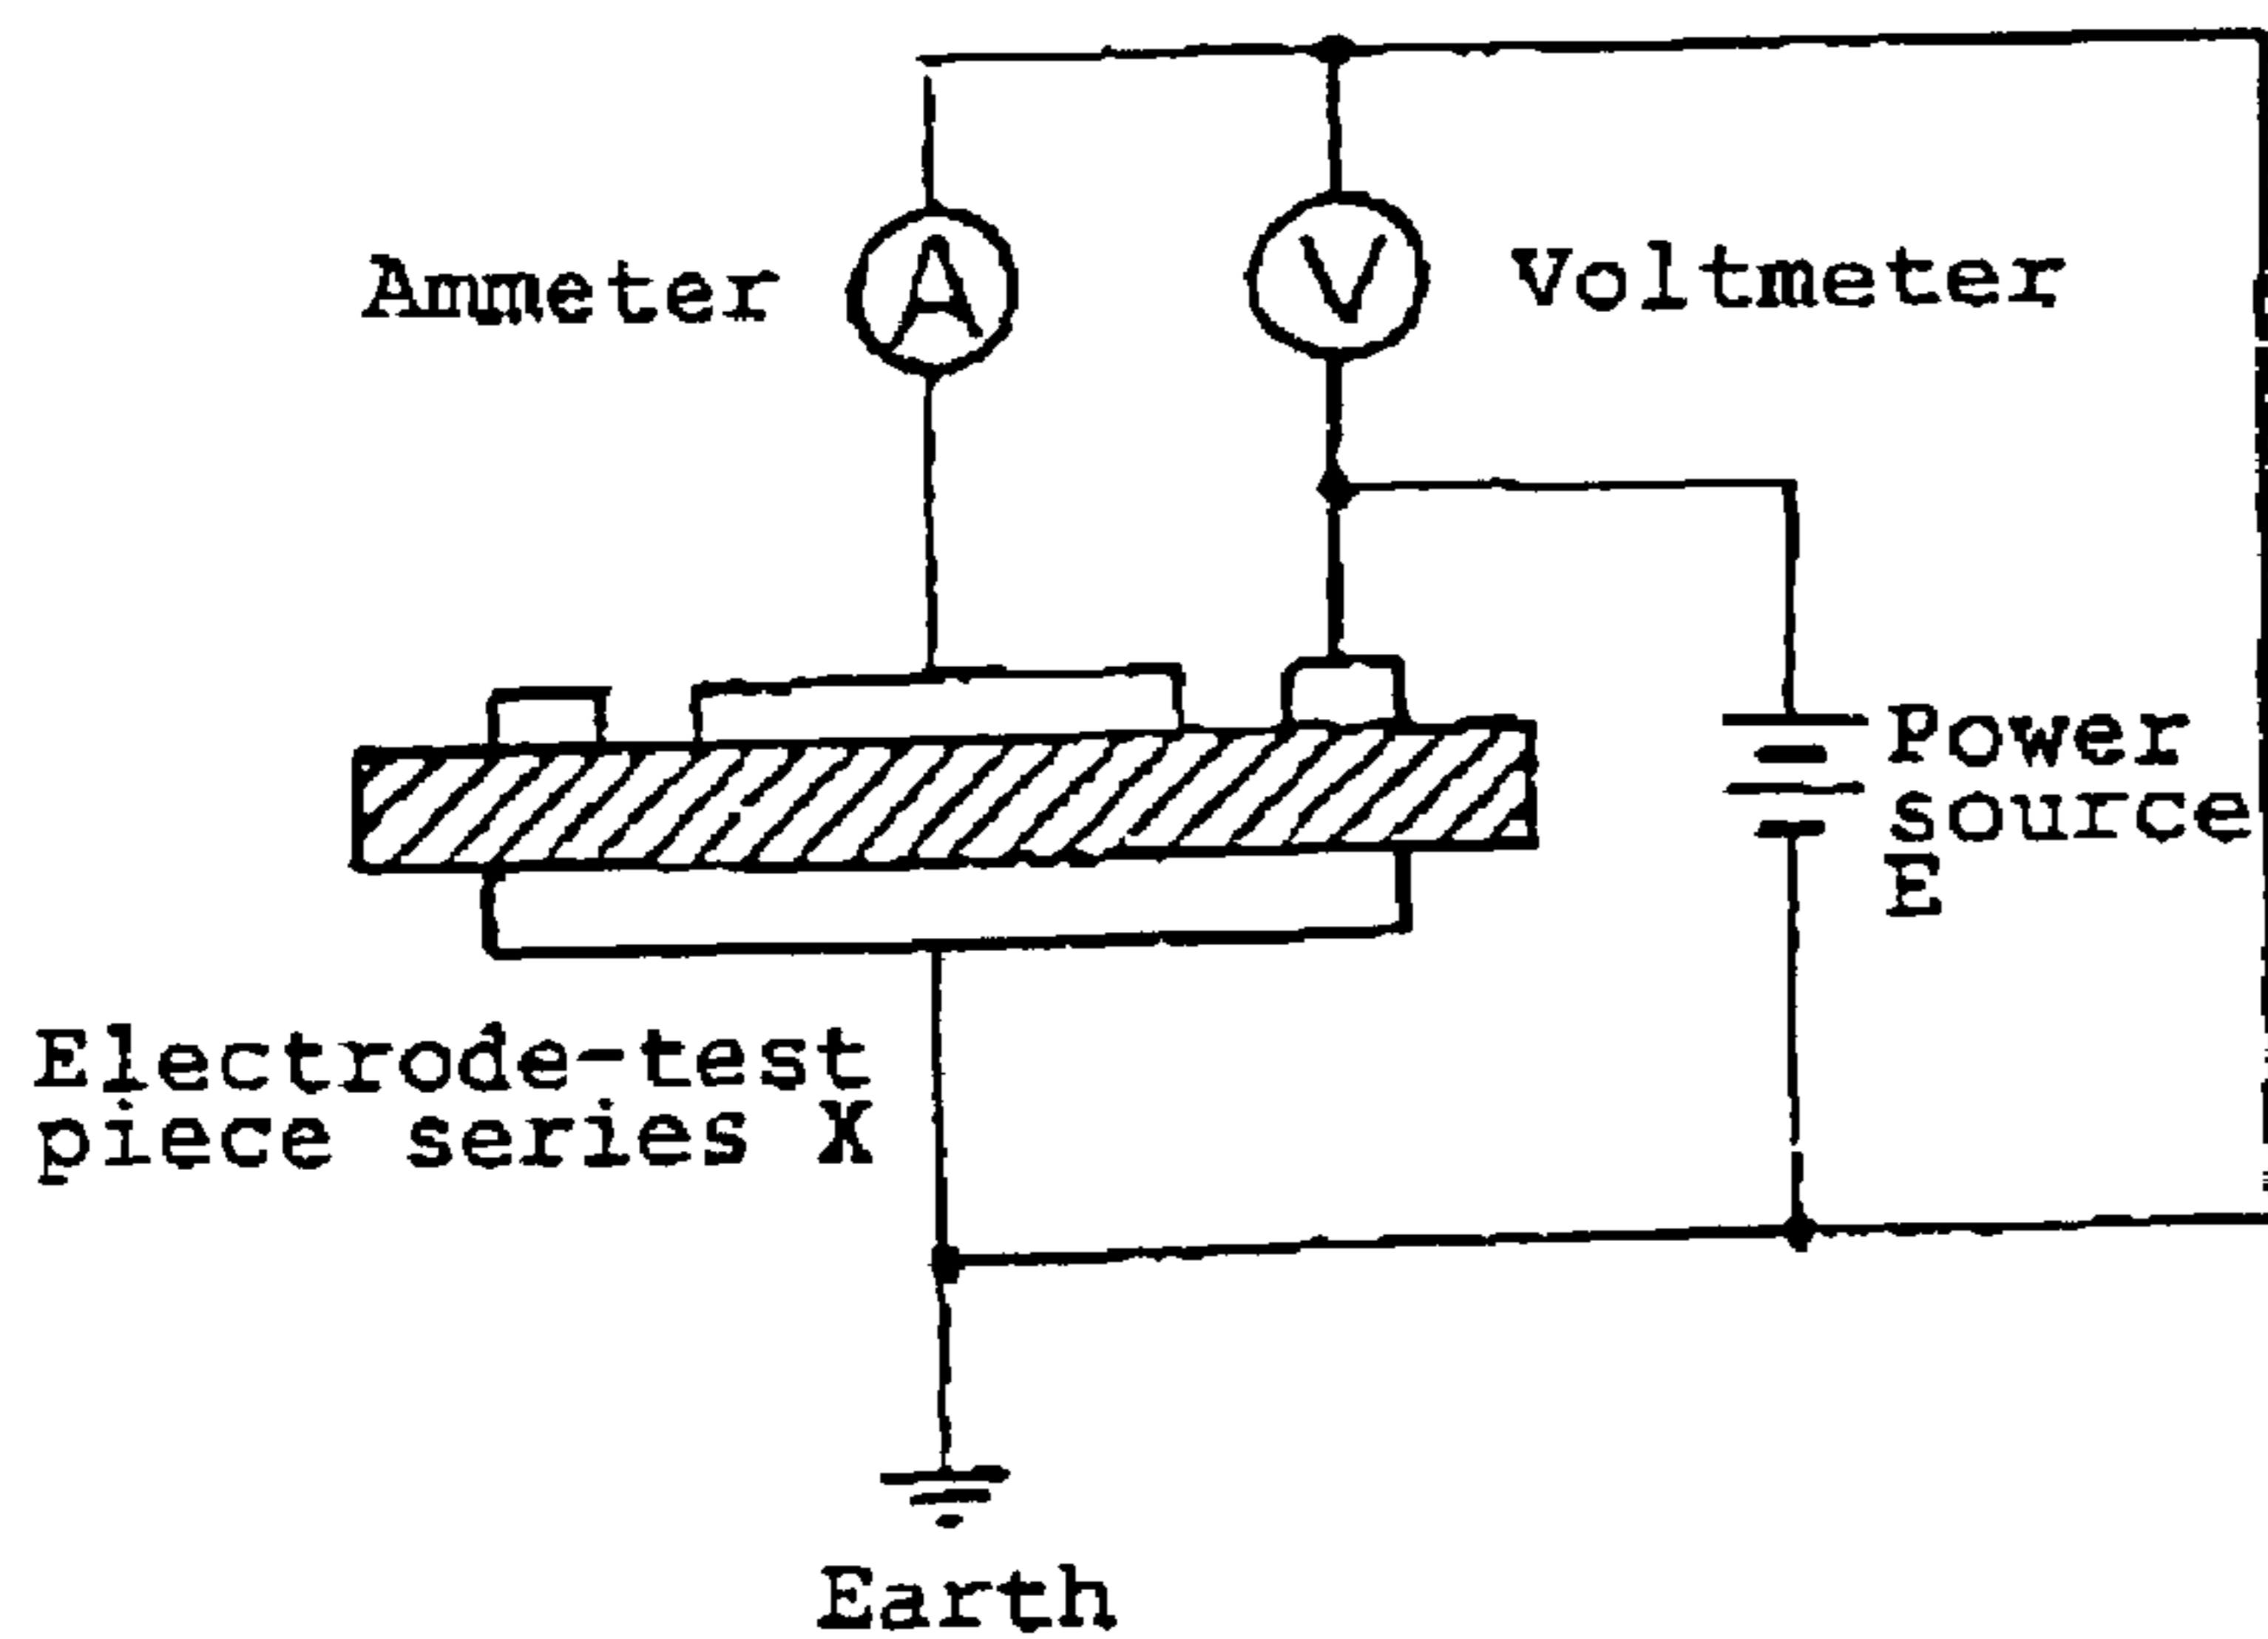 Ammeter
A
V
Voltmeter
Power
source
E
Electrode-test
piece series X
Earth